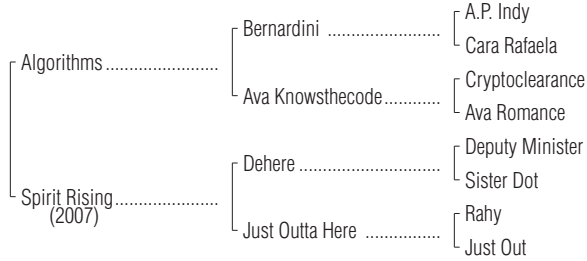 A.P. Indy
Bernardini ....................
Cara Rafaela
Algorithms ....................
Cryptoclearance
Ava Knowsthecode...........
Ava Romance
Deputy Minister
Dehere .........................
Sister Dot
Spirit Rising..................
(2007)
Rahy
Just Outta Here ..............
Just Out